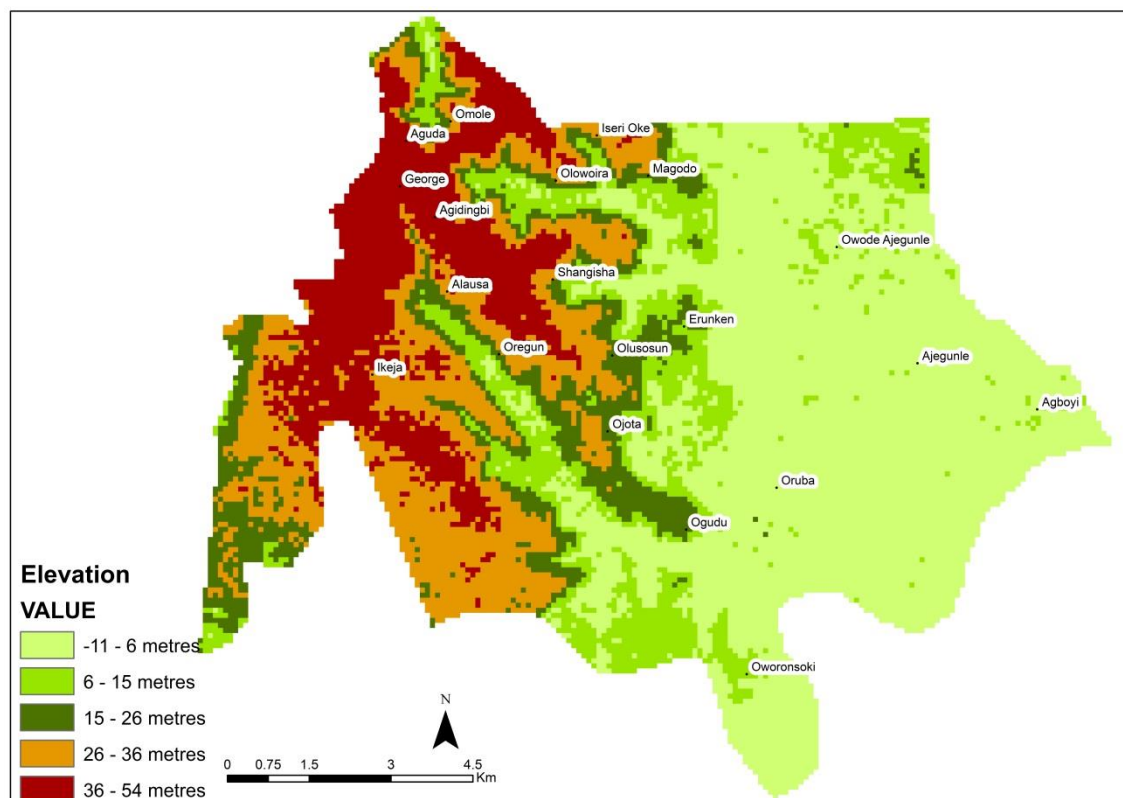 Omole
Aguda
Iseri Oke
George
Olowoira
Magodo
Agidingbi
Owode Ajegunle
Alausa
Shangisha
Erunken
Oregun
Olusosun
Ikeja
Ajegunle
Agboyi
Ojota
Oruba
Ogudu
Oworonsoki
Elevation
VALUE
-11 - 6 metres
6 - 15 metres
15 - 26 metres
26 - 36 metres
36 - 54 metres
N
0 0.75 1.5 3 4.5
Km